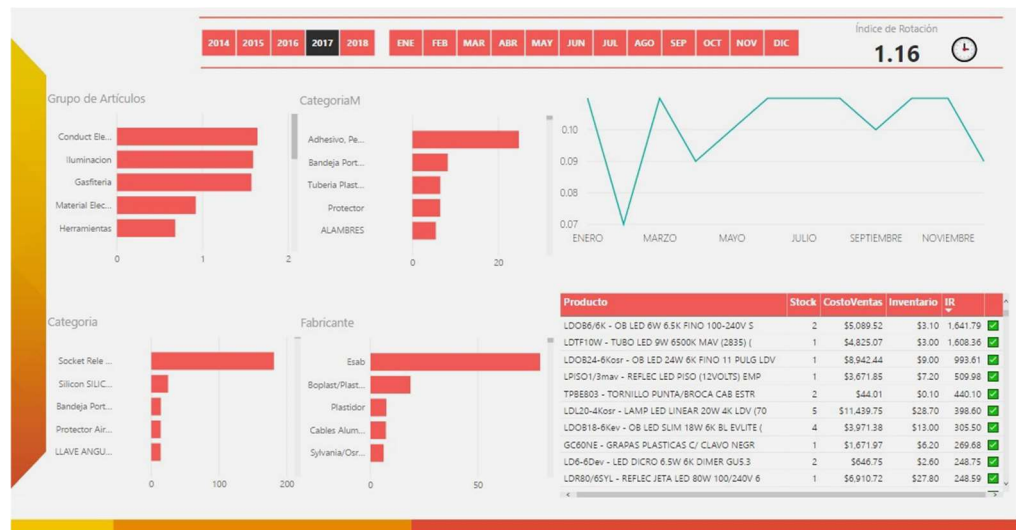 Índice de Rotación
2014 2015 2016 2017 2018 ENE FEB MAR ABR MAY JUN JUL AGO SEP OCT NOV DIC
1.16
Grupo de Artículos
Conduct Ele...
Iluminacion
Gasfiteria
Material Elec...
Herramientas
0 1 2
CategoriaM
Adhesivo, Pe...
Bandeja Port...
Tuberia Plast...
Protector
ALAMBRES
0 20
0.10
0.09
0.08
0.07
ENERO MARZO MAYO JULIO SEPTIEMBRE NOVIEMBRE
Categoria
Socket Rele ...
Silicon SILIC...
Bandeja Port...
Protector Air...
LLAVE ANGU...
0 100 200
Fabricante
Esab
Boplast/Plast...
Plastidor
Cables Alum...
Sylvania/Osr...
0 50
Producto Stock CostoVentas Inventario IR
LDOB6/6K - OB LED 6W 6.5K FINO 100-240V S 2 $5,089.52 $3.10 1,641.79
LDTF10W - TUBO LED 9W 6500K MAV (2835) ( 1 $4,825.07 $3.00 1,608.36
LDOB24-6Kosr - OB LED 24W 6K FINO 11 PULG LDV 1 $8,942.44 $9.00 993.61
LPISO1/3mav - REFLEC LED PISO (12VOLTS) EMP 1 $3,671.85 $7.20 509.98
TPBE803 - TORNILLO PUNTA/BROCA CAB ESTR 2 $44.01 $0.10 440.10
LDL20-4Kosr - LAMP LED LINEAR 20W 4K LDV (70 5 $11,439.75 $28.70 398.60
LDOB18-6Kev - OB LED SLIM 18W 6K BL EVLITE ( 4 $3,971.38 $13.00 305.50
GC60NE - GRAPAS PLASTICAS C/ CLAVO NEGR 1 $1,671.97 $6.20 269.68
LD6-6Dev - LED DICRO 6.5W 6K DIMER GU5.3 2 $646.75 $2.60 248.75
LDR80/6SYL - REFLEC JETA LED 80W 100/240V 6 1 $6,910.72 $27.80 248.59